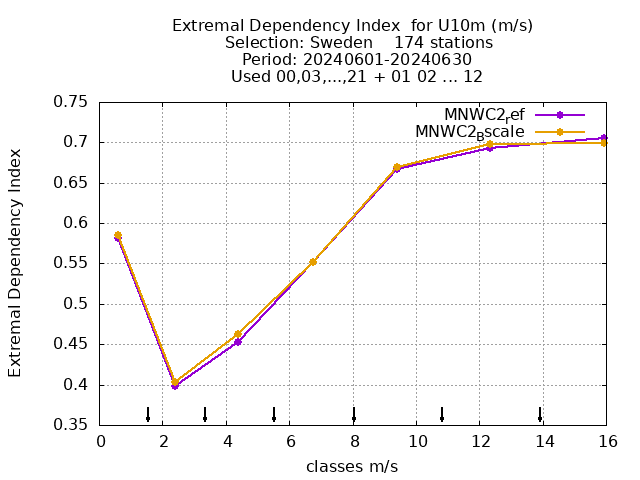 Extremal Dependency Index  for U10m (m/s)
Selection: Sweden    174 stations
Period: 20240601-20240630
Used 00,03,...,21 + 01 02 ... 12
MNWC2ref
MNWC2Bscale
Extremal Dependency Index
0.75
0.7
0.65
0.6
0.55
0.5
0.45
0.4
0.35
0 2 4 6 8 10 12 14 16
classes m/s